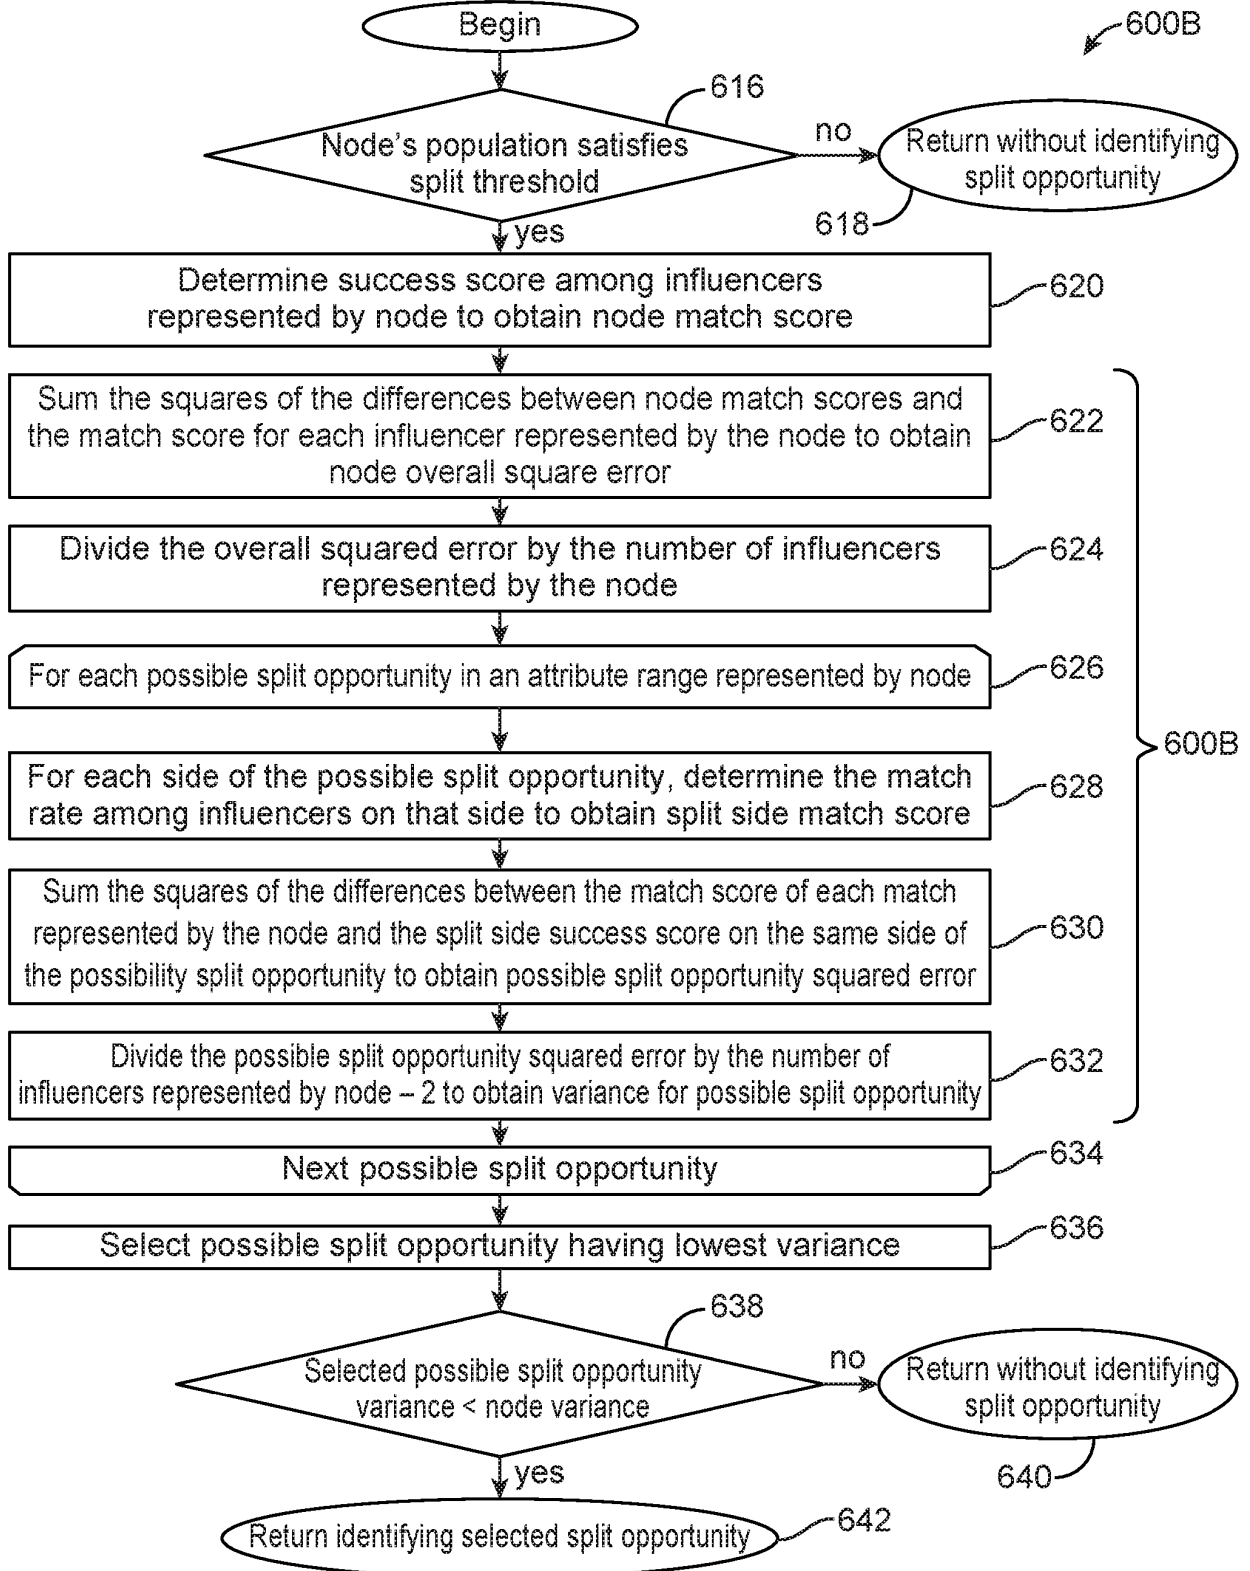 Begin
600B
616
Node's population satisfies
split threshold
no
Return without identifying
split opportunity
618
yes
Determine success score among influencers
represented by node to obtain node match score
620
Sum the squares of the differences between node match scores and
the match score for each influencer represented by the node to obtain
node overall square error
622
Divide the overall squared error by the number of influencers
represented by the node
624
For each possible split opportunity in an attribute range represented by node
626
600B
For each side of the possible split opportunity, determine the match
rate among influencers on that side to obtain split side match score
628
Sum the squares of the differences between the match score of each match
represented by the node and the split side success score on the same side of
the possibility split opportunity to obtain possible split opportunity squared error
630
Divide the possible split opportunity squared error by the number of
influencers represented by node – 2 to obtain variance for possible split opportunity
632
Next possible split opportunity
634
Select possible split opportunity having lowest variance
636
638
Selected possible split opportunity
variance < node variance
no
Return without identifying
split opportunity
640
yes
Return identifying selected split opportunity
642